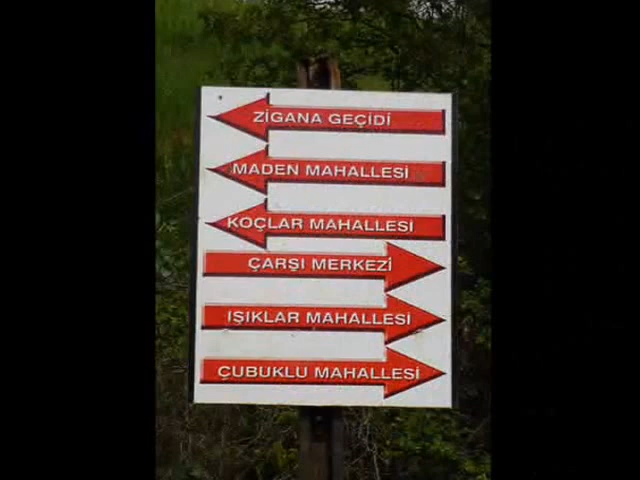 ZİGANA GEÇİDİ
MADEN MAHALLESİ
KOÇLAR MAHALLESİ
ÇARŞI MERKEZİ
IŞIKLAR MAHALLESİ
ÇUBUKLU MAHALLESİ